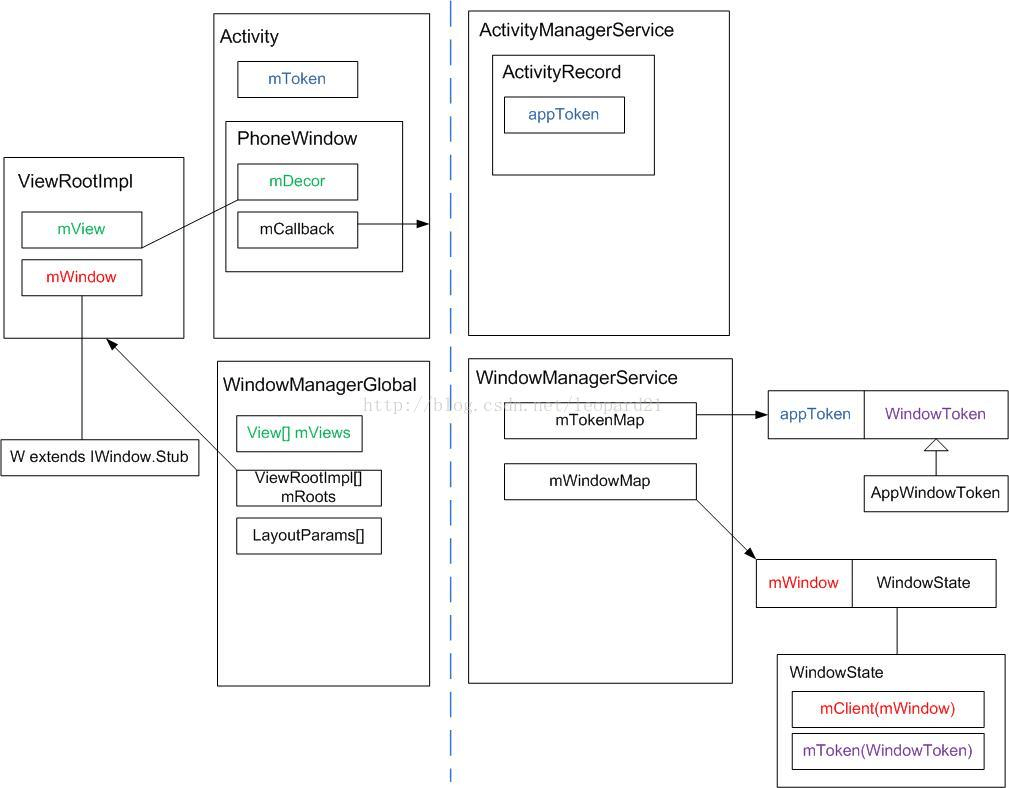 Activity
mToken
PhoneWindow
mDecor
mCallback
ViewRootImpl
mView
mWindow
W extends IWindow.Stub
WindowManagerGlobal
View[] mViews
ViewRootImpl[]
mRoots
LayoutParams[]
ActivityManagerService
ActivityRecord
appToken
WindowManagerService
http://blog.csdn.net/leopard21
mTokenMap
mWindowMap
appToken
WindowToken
AppWindowToken
mWindow
WindowState
WindowState
mClient(mWindow)
mToken(WindowToken)